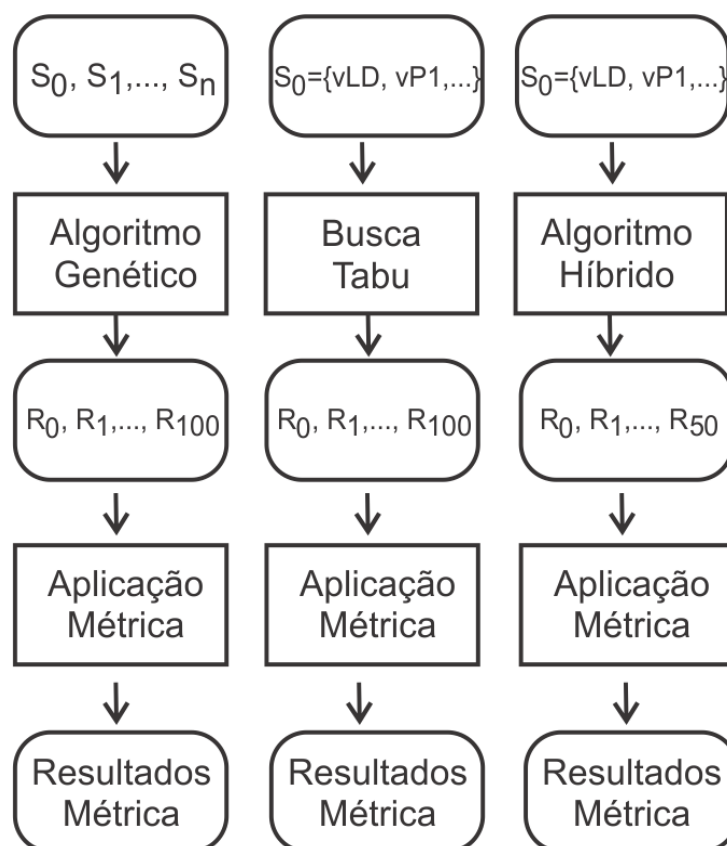 S0, S1,..., Sn
S0={vLD, vP1,...}
S0={vLD, vP1,...}
Algoritmo
Genético
Busca
Tabu
Algoritmo
Híbrido
R0, R1,..., R100
R0, R1,..., R100
R0, R1,..., R50
Aplicação
Métrica
Aplicação
Métrica
Aplicação
Métrica
Resultados
Métrica
Resultados
Métrica
Resultados
Métrica